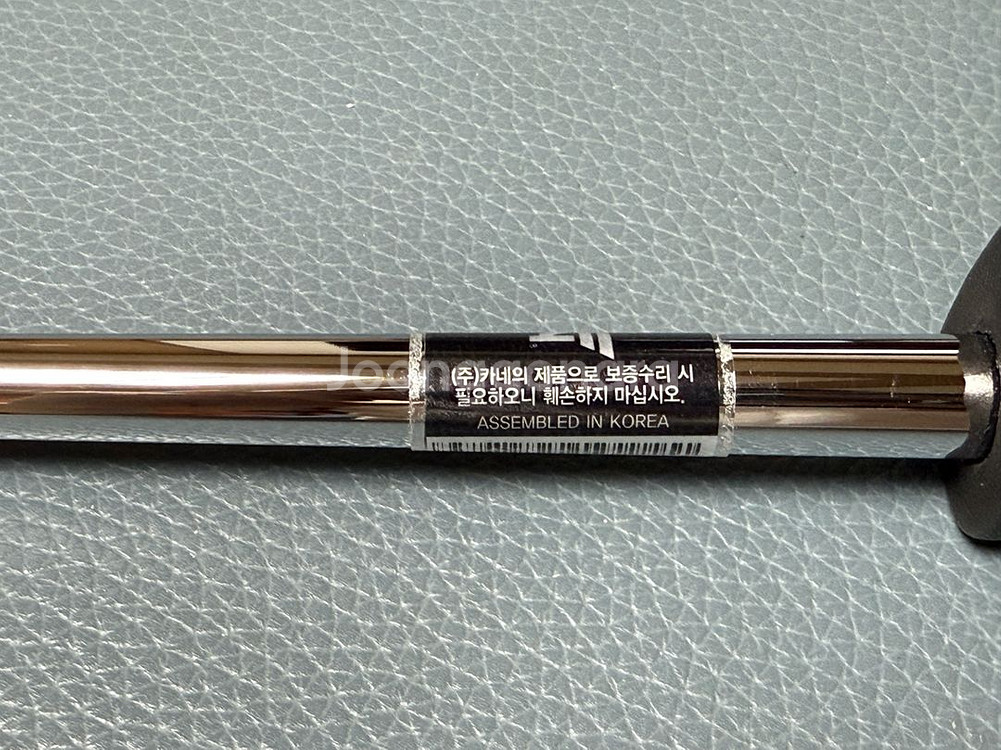 (주)카네의 제품으로 보증수리 시
필요하오니 훼손하지 마십시오.
ASSEMBLED IN KOREA
Joonggonara